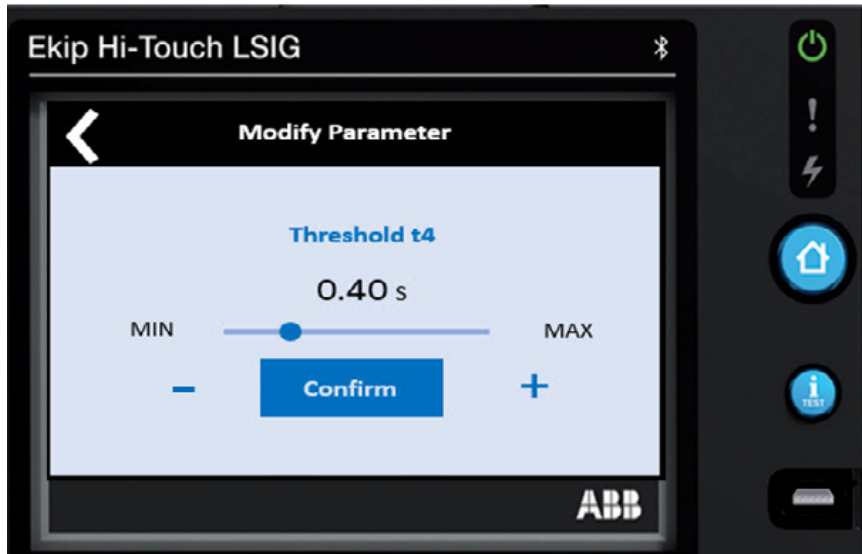 Ekip Hi-Touch LSIG
Modify Parameter
Threshold t4
0.40 s
MIN
MAX
-
Confirm
+
TEST
ABB